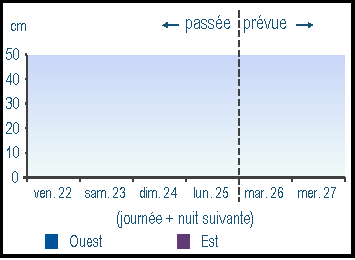 passée prévue
cm
50
40
30
20
10
0
ven. 22 sam. 23 dim. 24 lun. 25 mar. 26 mer. 27
(journée + nuit suivante)
Ouest Est